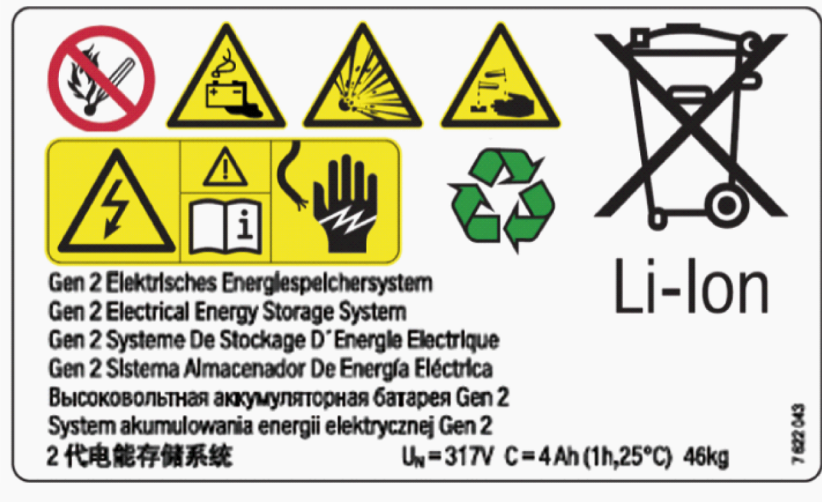 Li-Ion
Gen 2 Elektrisches Energiespeichersystem
Gen 2 Electrical Energy Storage System
Gen 2 Systeme De Stockage D´Energie Electrique
Gen 2 Sistema Almacenador De Energía Eléctrica
Высоковольтная аккумуляторная батарея Gen 2
System akumulowania energii elektrycznej Gen 2
2 代电能存储系统
U_N = 317V C = 4 Ah (1h,25°C) 46kg
7 622 043